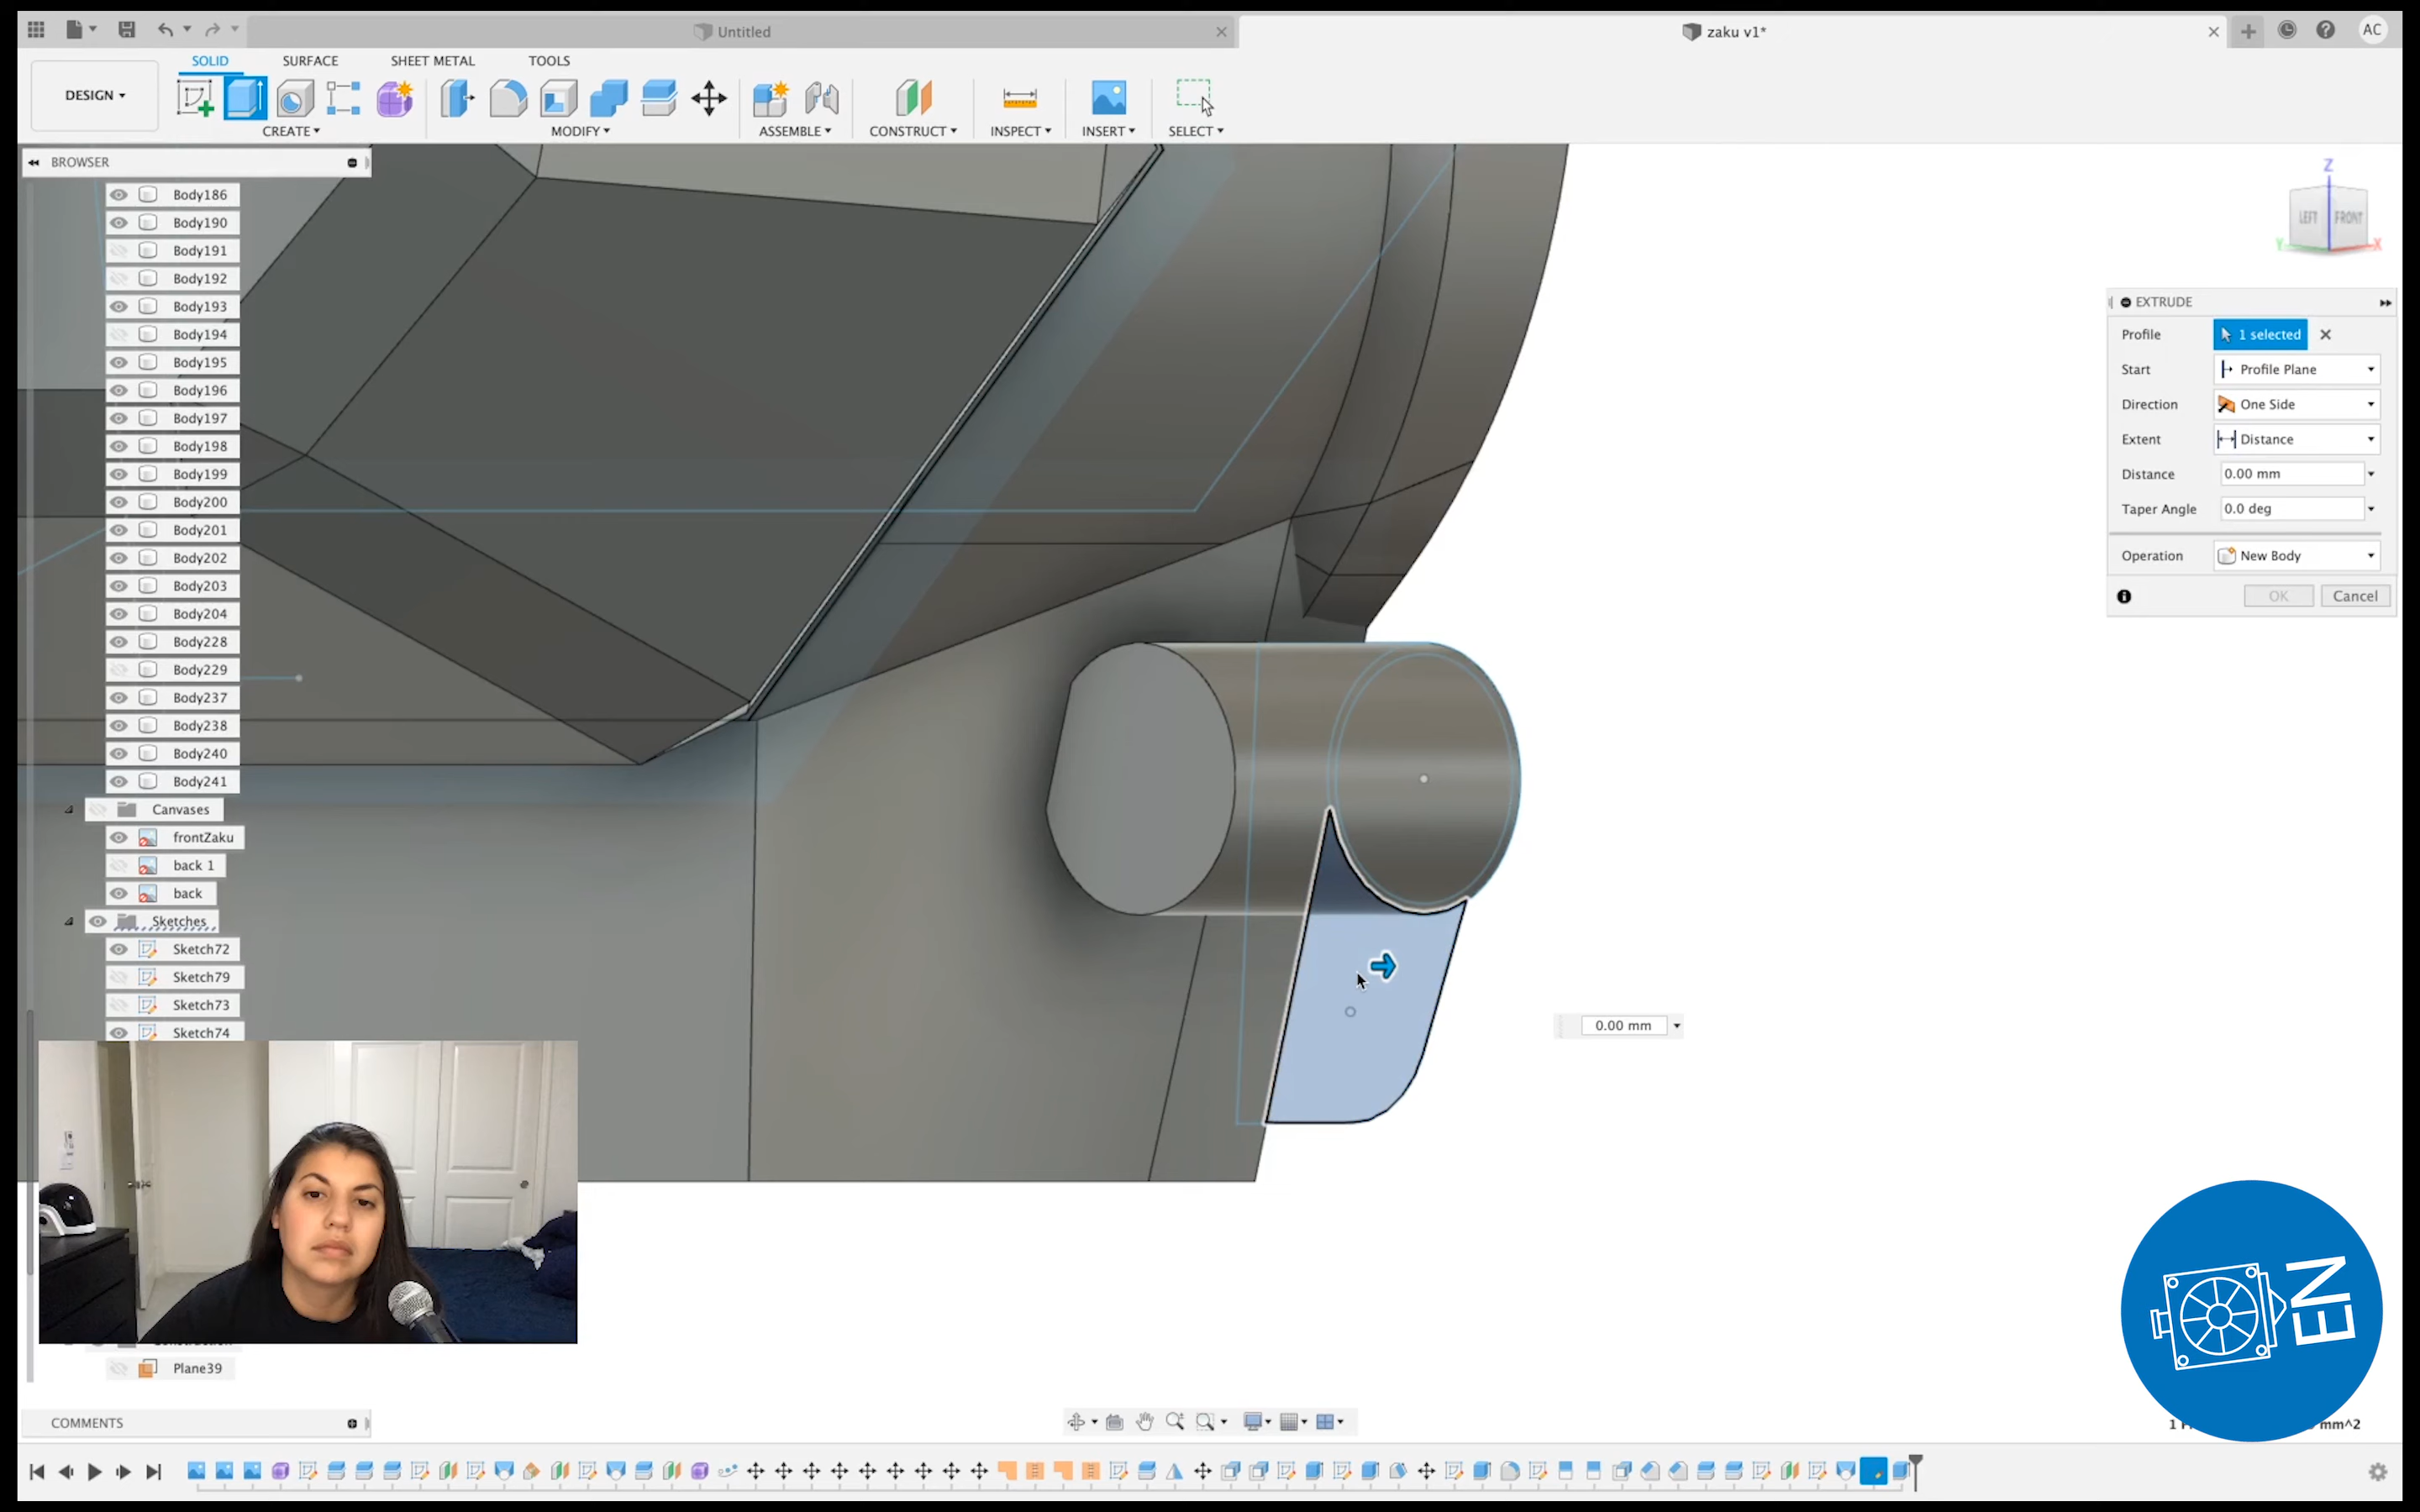 Untitled
zaku v1*
AC
SOLID
SURFACE
SHEET METAL
TOOLS
DESIGN
CREATE
MODIFY
ASSEMBLE
CONSTRUCT
INSPECT
INSERT
SELECT
BROWSER
Body186
Body190
Body191
Body192
Body193
Body194
Body195
Body196
Body197
Body198
Body199
Body200
Body201
Body202
Body203
Body204
Body228
Body229
Body237
Body238
Body240
Body241
Canvases
frontZaku
back 1
back
Sketches
Sketch72
Sketch79
Sketch73
Sketch74
Plane39
COMMENTS
Z
LEFT
FRONT
Y
X
EXTRUDE
Profile
1 selected
Start
Profile Plane
Direction
One Side
Extent
Distance
Distance
0.00 mm
Taper Angle
0.0 deg
Operation
New Body
OK
Cancel
0.00 mm
EN
mm^2